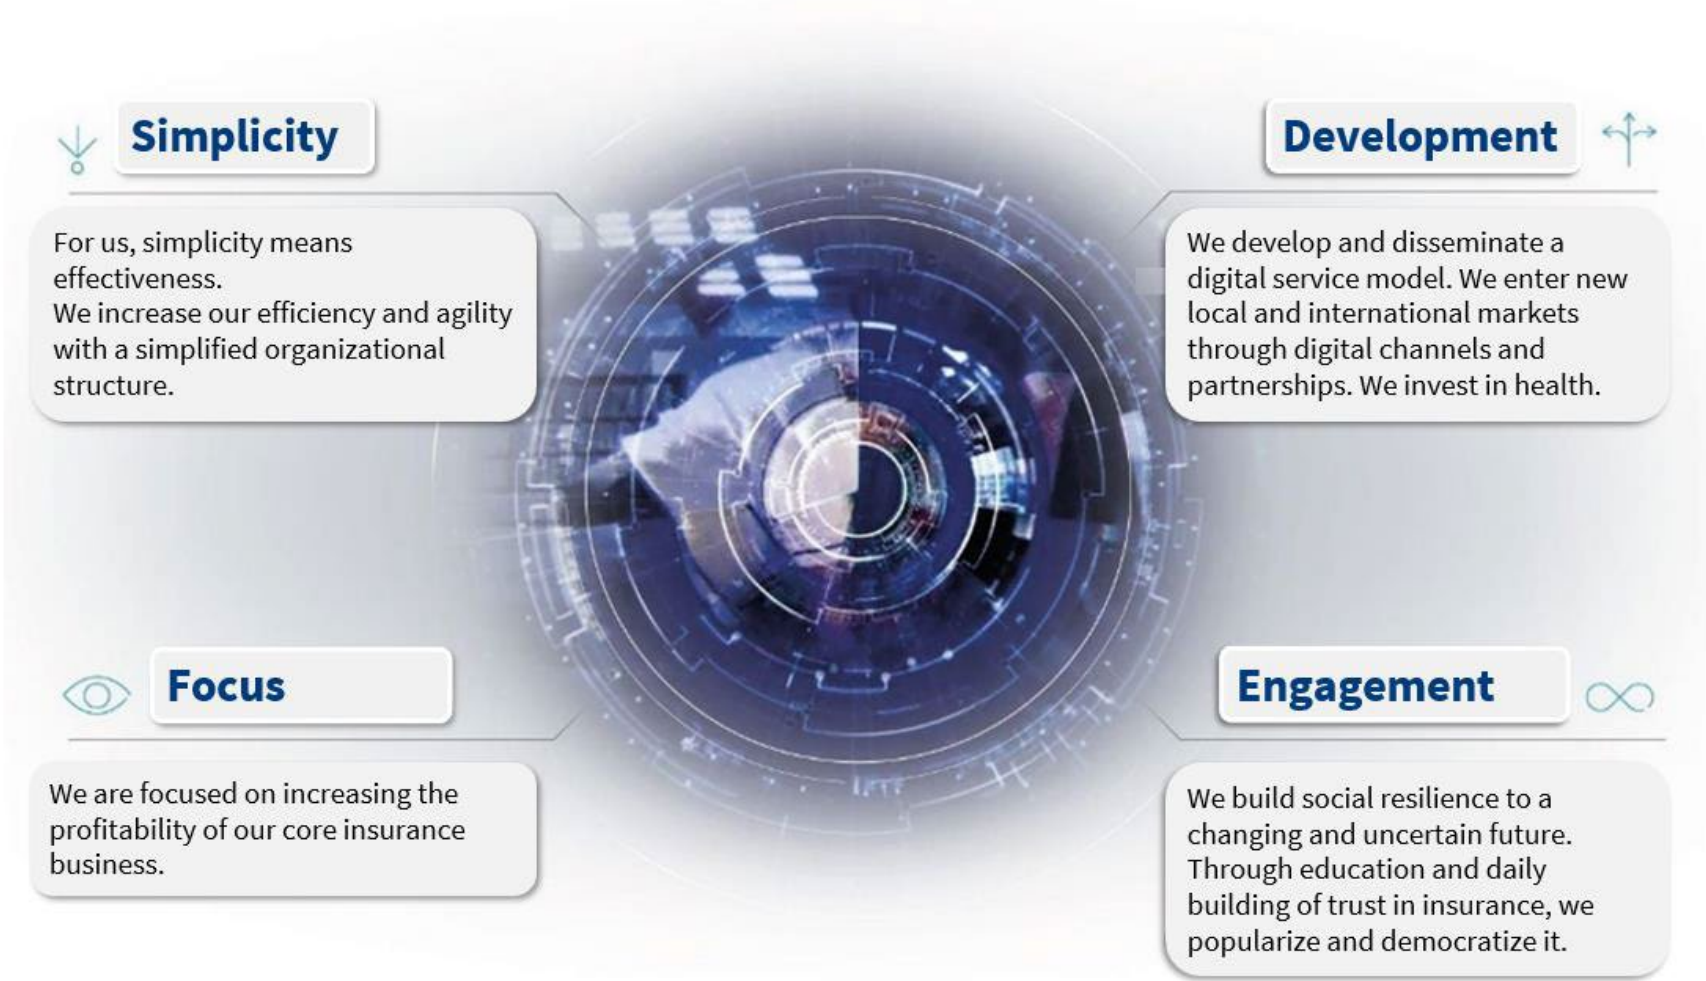 Simplicity
For us, simplicity means
effectiveness.
We increase our efficiency and agility
with a simplified organizational
structure.
Development
We develop and disseminate a
digital service model. We enter new
local and international markets
through digital channels and
partnerships. We invest in health.
Focus
We are focused on increasing the
profitability of our core insurance
business.
Engagement
We build social resilience to a
changing and uncertain future.
Through education and daily
building of trust in insurance, we
popularize and democratize it.